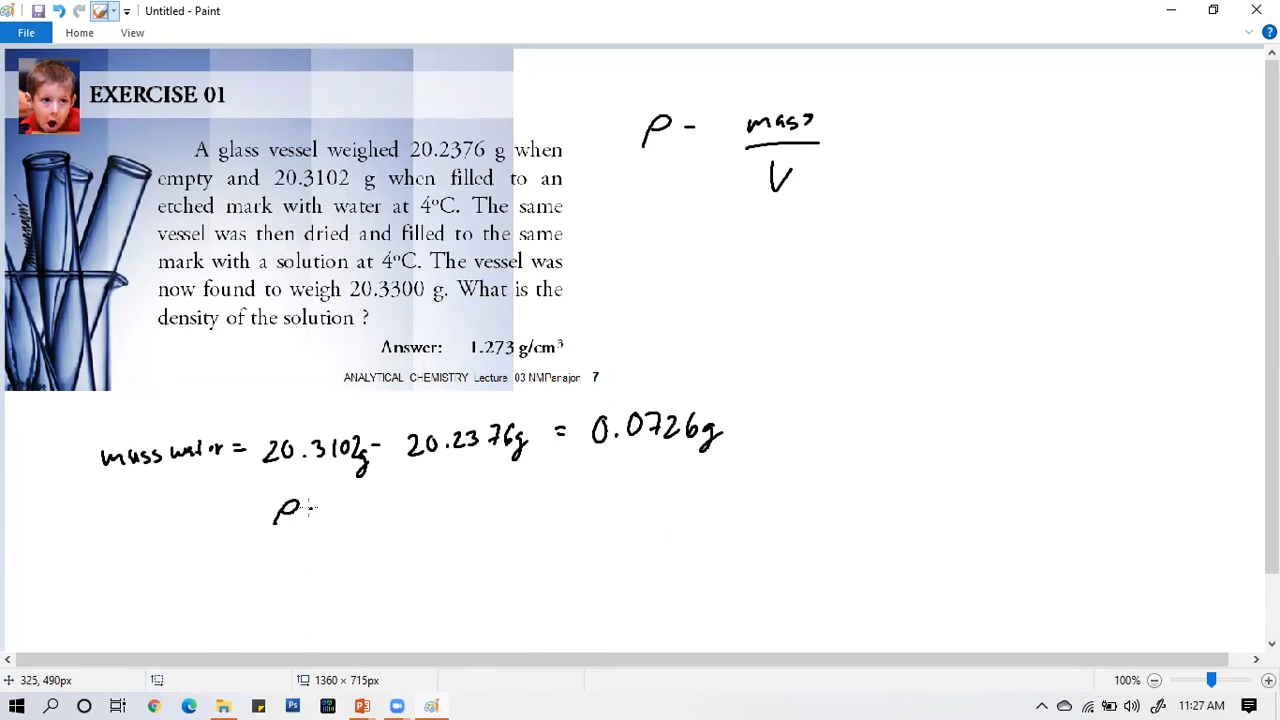 Untitled - Paint
File Home View
EXERCISE 01
A glass vessel weighed 20.2376 g when
empty and 20.3102 g when filled to an
etched mark with water at 4°C. The same
vessel was then dried and filled to the same
mark with a solution at 4°C. The vessel was
now found to weigh 20.3300 g. What is the
density of the solution ?
Answer: 1.273 g/cm³
ANALYTICAL CHEMISTRY Lecture 03 NMPanajon 7
ρ - mass
V
mass water = 20.3102g - 20.2376g = 0.0726g
ρ
325, 490px 1360 × 715px 100%
11:27 AM